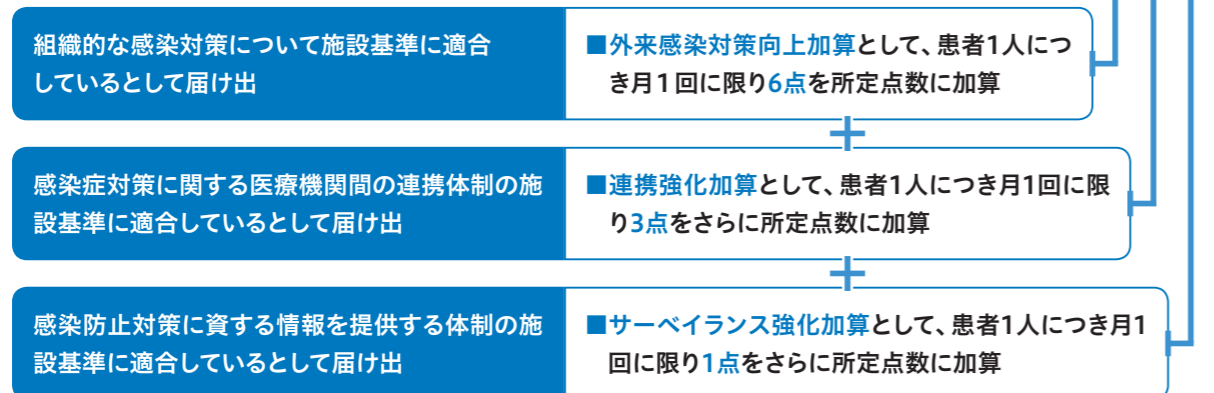 組織的な感染対策について施設基準に適合
しているとして届け出
■外来感染対策向上加算として、患者1人につ
き月1回に限り6点を所定点数に加算
+
感染症対策に関する医療機関間の連携体制の施
設基準に適合しているとして届け出
■連携強化加算として、患者1人につき月1回に限
り3点をさらに所定点数に加算
+
感染防止対策に資する情報を提供する体制の施
設基準に適合しているとして届け出
■サーベイランス強化加算として、患者1人につき月1
回に限り1点をさらに所定点数に加算